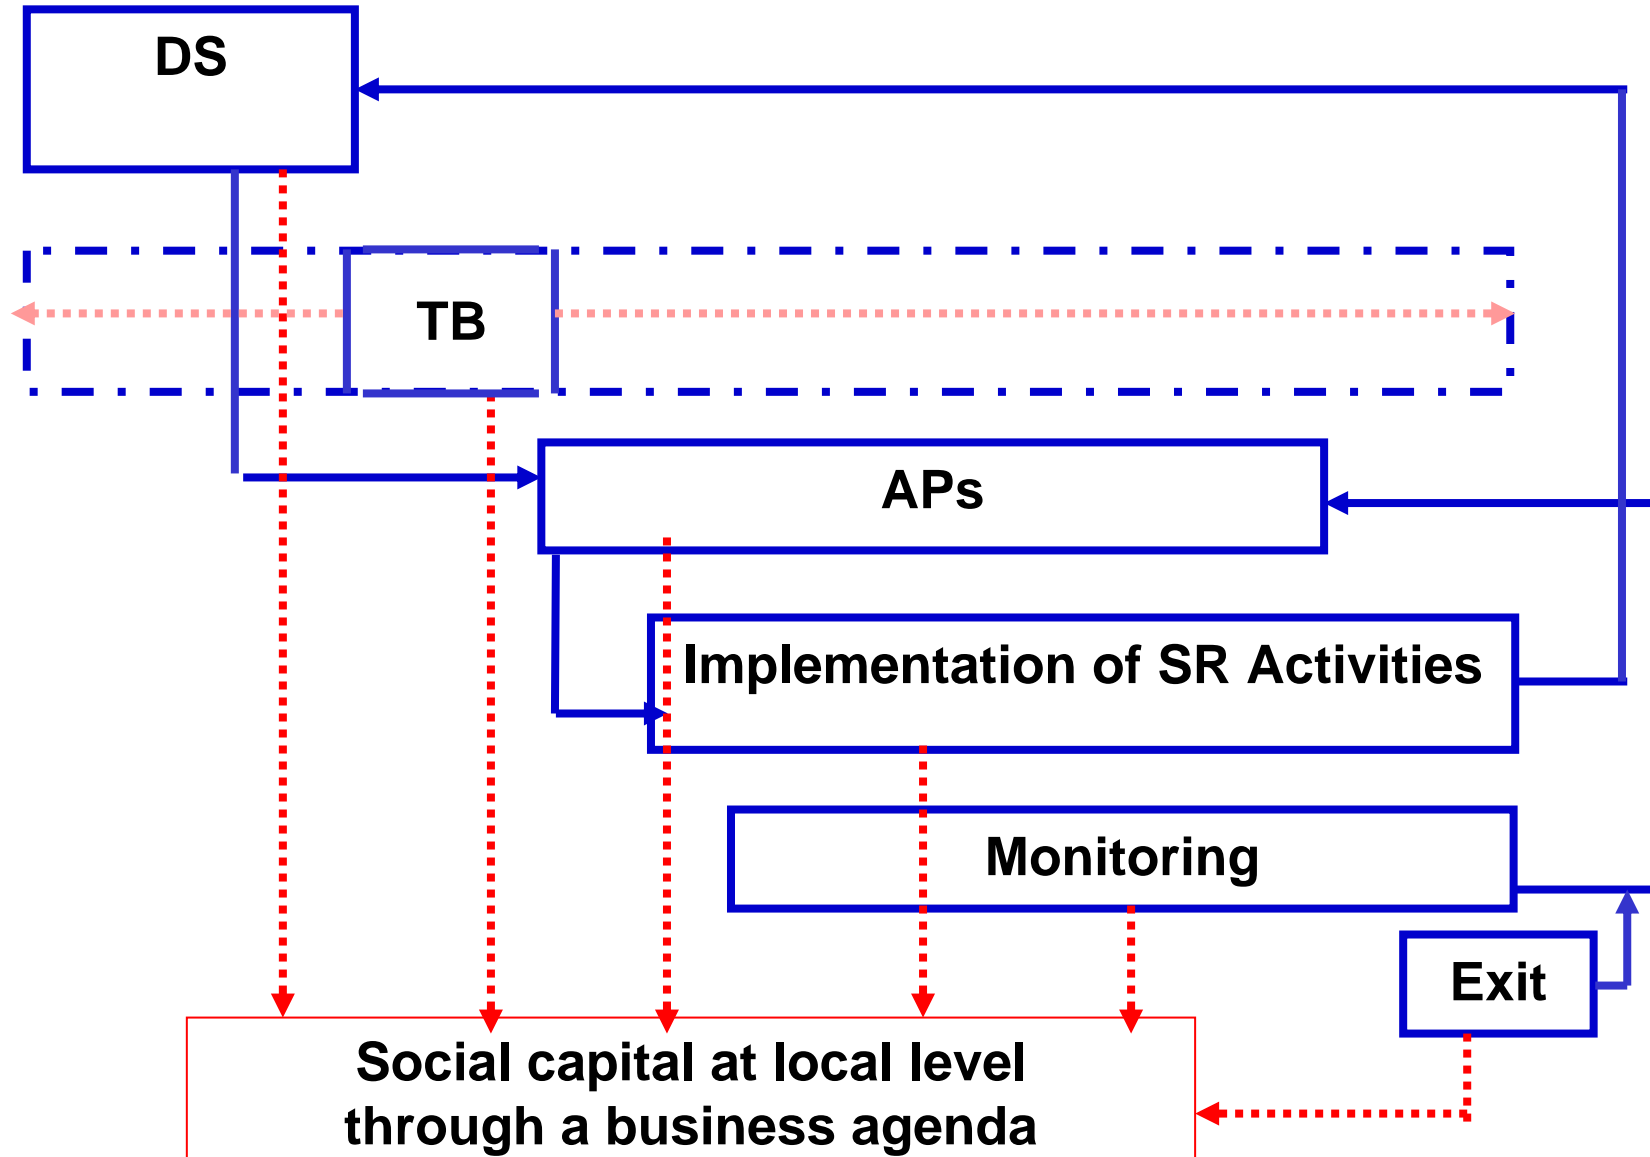 DS
TB
APs
Implementation of SR Activities
Monitoring
Exit
Social capital at local level
through a business agenda